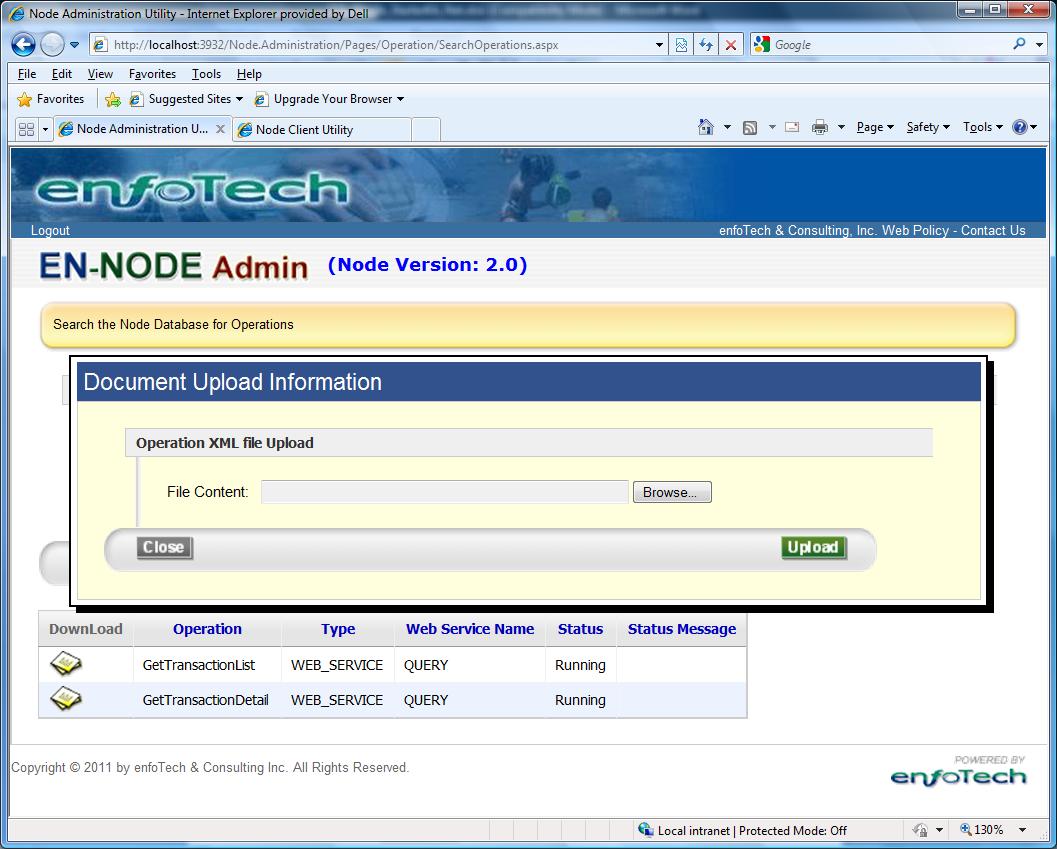 Node Administration Utility - Internet Explorer provided by Dell
http://localhost:3932/Node.Administration/Pages/Operation/SearchOperations.aspx
Google
File Edit View Favorites Tools Help
Favorites Suggested Sites Upgrade Your Browser
Node Administration U... Node Client Utility
Page Safety Tools
enfoTech
Logout
enfoTech & Consulting, Inc. Web Policy - Contact Us
EN-NODE Admin (Node Version: 2.0)
Search the Node Database for Operations
Document Upload Information
Operation XML file Upload
File Content: Browse...
Close Upload
DownLoad Operation Type Web Service Name Status Status Message
GetTransactionList WEB_SERVICE QUERY Running
GetTransactionDetail WEB_SERVICE QUERY Running
Copyright © 2011 by enfoTech & Consulting Inc. All Rights Reserved.
POWERED BY
enfoTech
Local intranet | Protected Mode: Off 130%